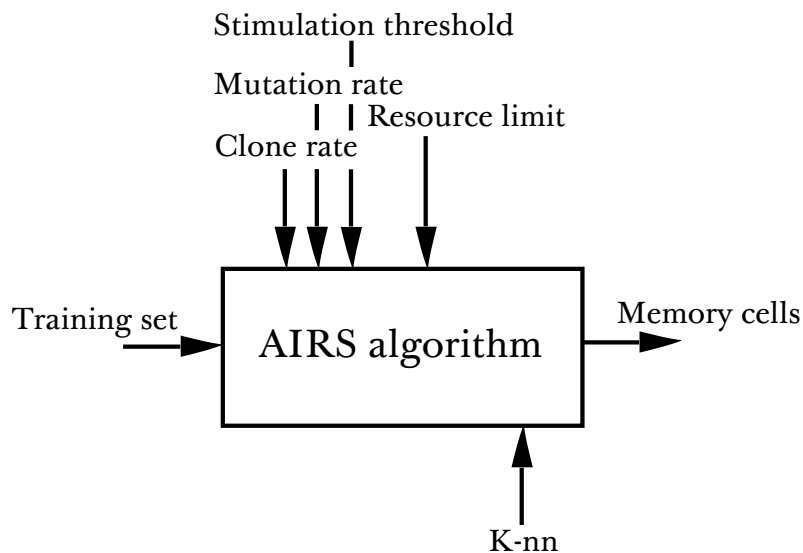 Stimulation threshold
Mutation rate
Resource limit
Clone rate
Training set
AIRS algorithm
Memory cells
K-nn